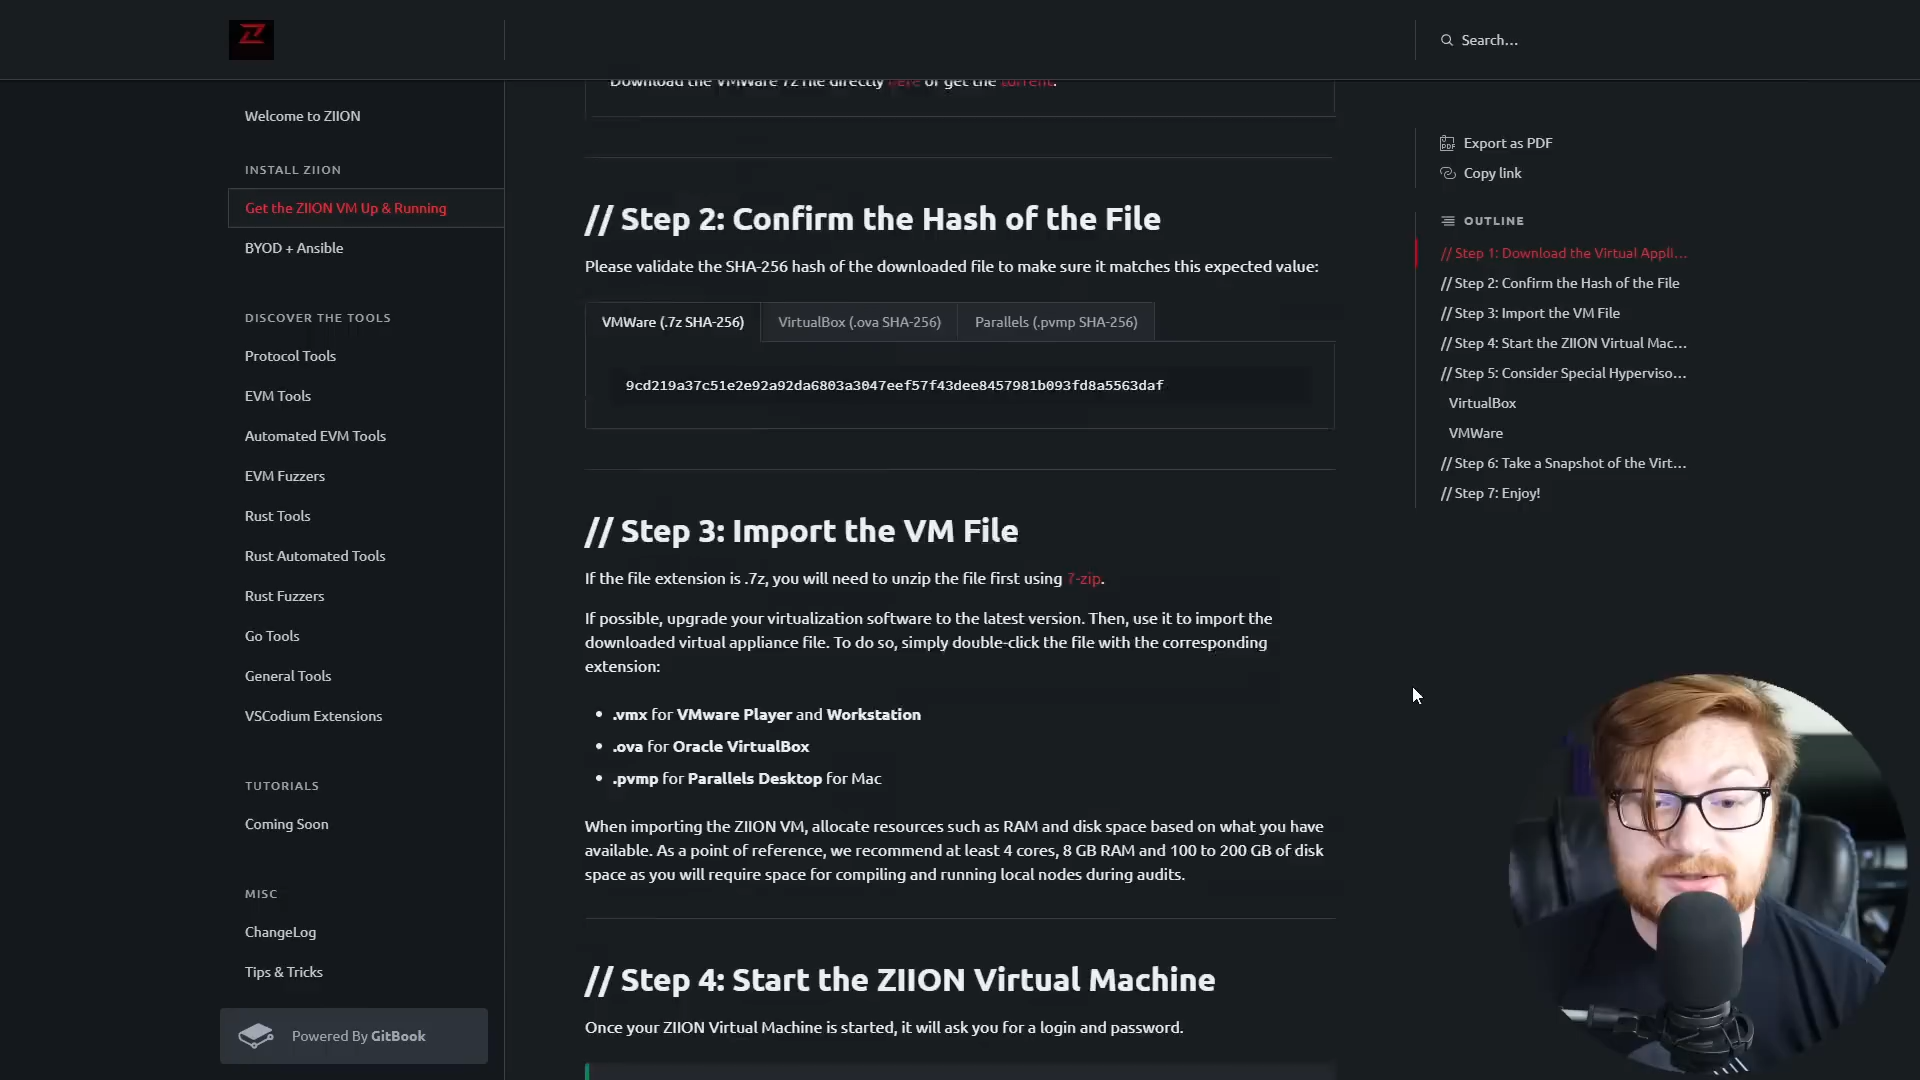 Search...
Welcome to ZIION
INSTALL ZIION
Get the ZIION VM Up & Running
BYOD + Ansible
DISCOVER THE TOOLS
Protocol Tools
EVM Tools
Automated EVM Tools
EVM Fuzzers
Rust Tools
Rust Automated Tools
Rust Fuzzers
Go Tools
General Tools
VSCodium Extensions
TUTORIALS
Coming Soon
MISC
ChangeLog
Tips & Tricks
Powered By GitBook
Download the VMWare 7z file directly here or get the torrent.
// Step 2: Confirm the Hash of the File
Please validate the SHA-256 hash of the downloaded file to make sure it matches this expected value:
VMWare (.7z SHA-256)
VirtualBox (.ova SHA-256)
Parallels (.pvmp SHA-256)
9cd219a37c51e2e92a92da6803a3047eef57f43dee8457981b093fd8a5563daf
// Step 3: Import the VM File
If the file extension is .7z, you will need to unzip the file first using 7-zip.
If possible, upgrade your virtualization software to the latest version. Then, use it to import the
downloaded virtual appliance file. To do so, simply double-click the file with the corresponding
extension:
• .vmx for VMware Player and Workstation
• .ova for Oracle VirtualBox
• .pvmp for Parallels Desktop for Mac
When importing the ZIION VM, allocate resources such as RAM and disk space based on what you have
available. As a point of reference, we recommend at least 4 cores, 8 GB RAM and 100 to 200 GB of disk
space as you will require space for compiling and running local nodes during audits.
// Step 4: Start the ZIION Virtual Machine
Once your ZIION Virtual Machine is started, it will ask you for a login and password.
PDF
Export as PDF
Copy link
OUTLINE
// Step 1: Download the Virtual Appli...
// Step 2: Confirm the Hash of the File
// Step 3: Import the VM File
// Step 4: Start the ZIION Virtual Mac...
// Step 5: Consider Special Hyperviso...
VirtualBox
VMWare
// Step 6: Take a Snapshot of the Virt...
// Step 7: Enjoy!